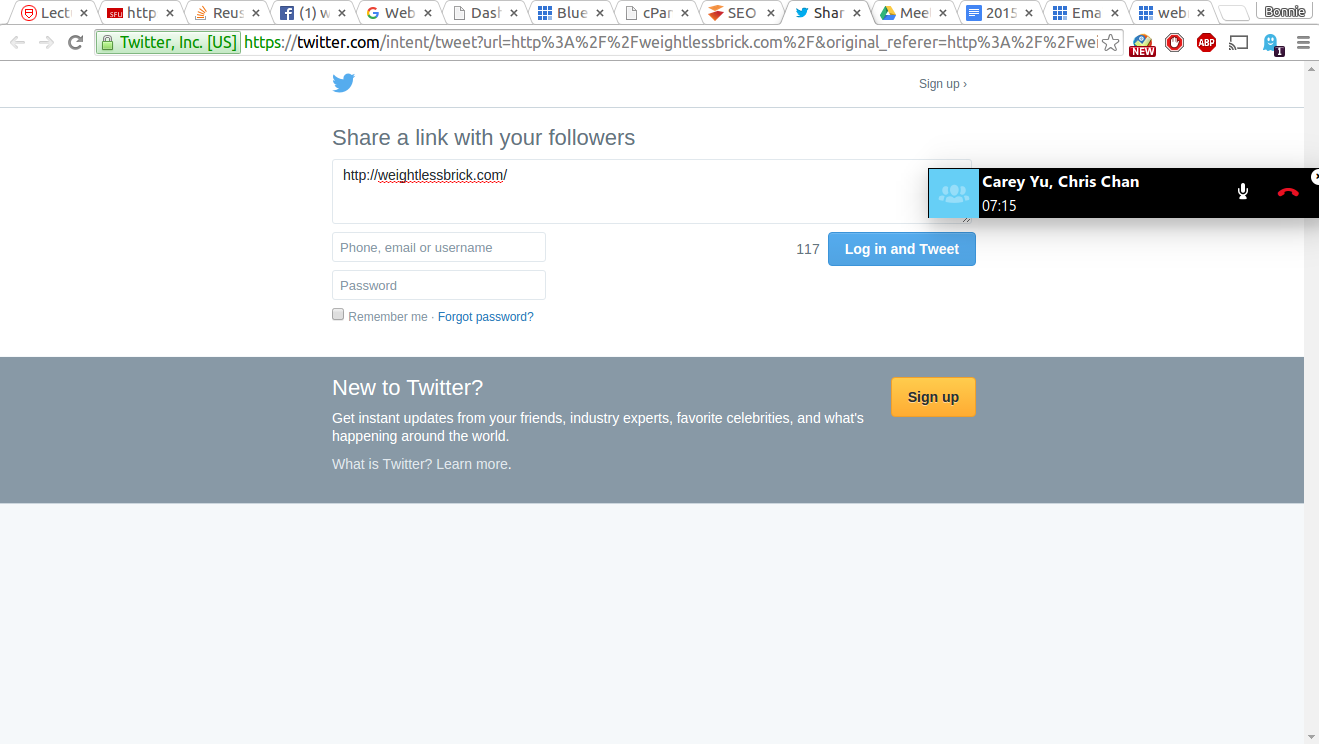 Lectu
http
Reus
(1) w
Web
Dash
Blue
cPan
SEO
Shar
Meet
2015
Ema
web
Bonnie
Twitter, Inc. [US] https://twitter.com/intent/tweet?url=http%3A%2F%2Fweightlessbrick.com%2F&original_referer=http%3A%2F%2Fwei
NEW
ABP
1
Sign up ›
Share a link with your followers
http://weightlessbrick.com/
Carey Yu, Chris Chan
07:15
Phone, email or username
117
Log in and Tweet
Password
Remember me · Forgot password?
New to Twitter?
Sign up
Get instant updates from your friends, industry experts, favorite celebrities, and what's
happening around the world.
What is Twitter? Learn more.